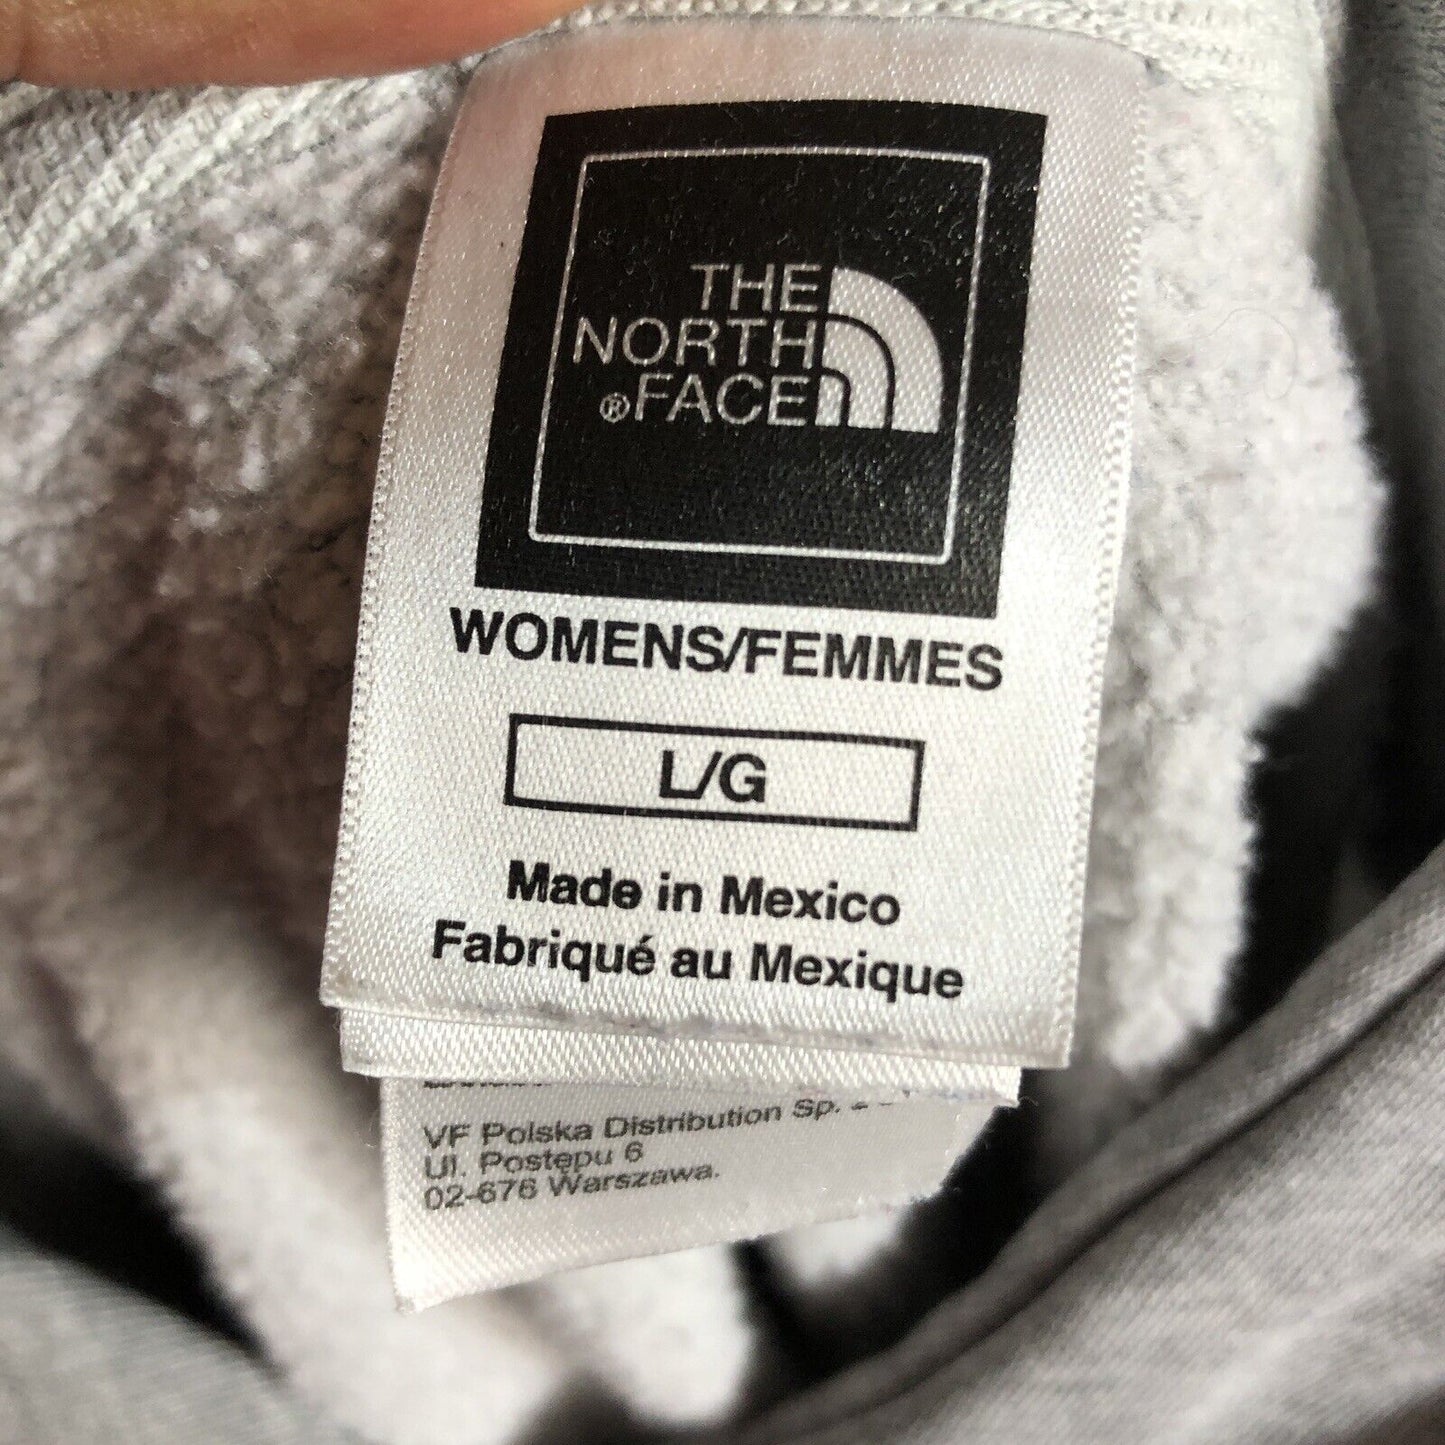 THE
NORTH
®FACE
WOMENS/FEMMES
L/G
Made in Mexico
Fabriqué au Mexique
VF Polska Distribution Sp.
Ul. Postępu 6
02-676 Warszawa.